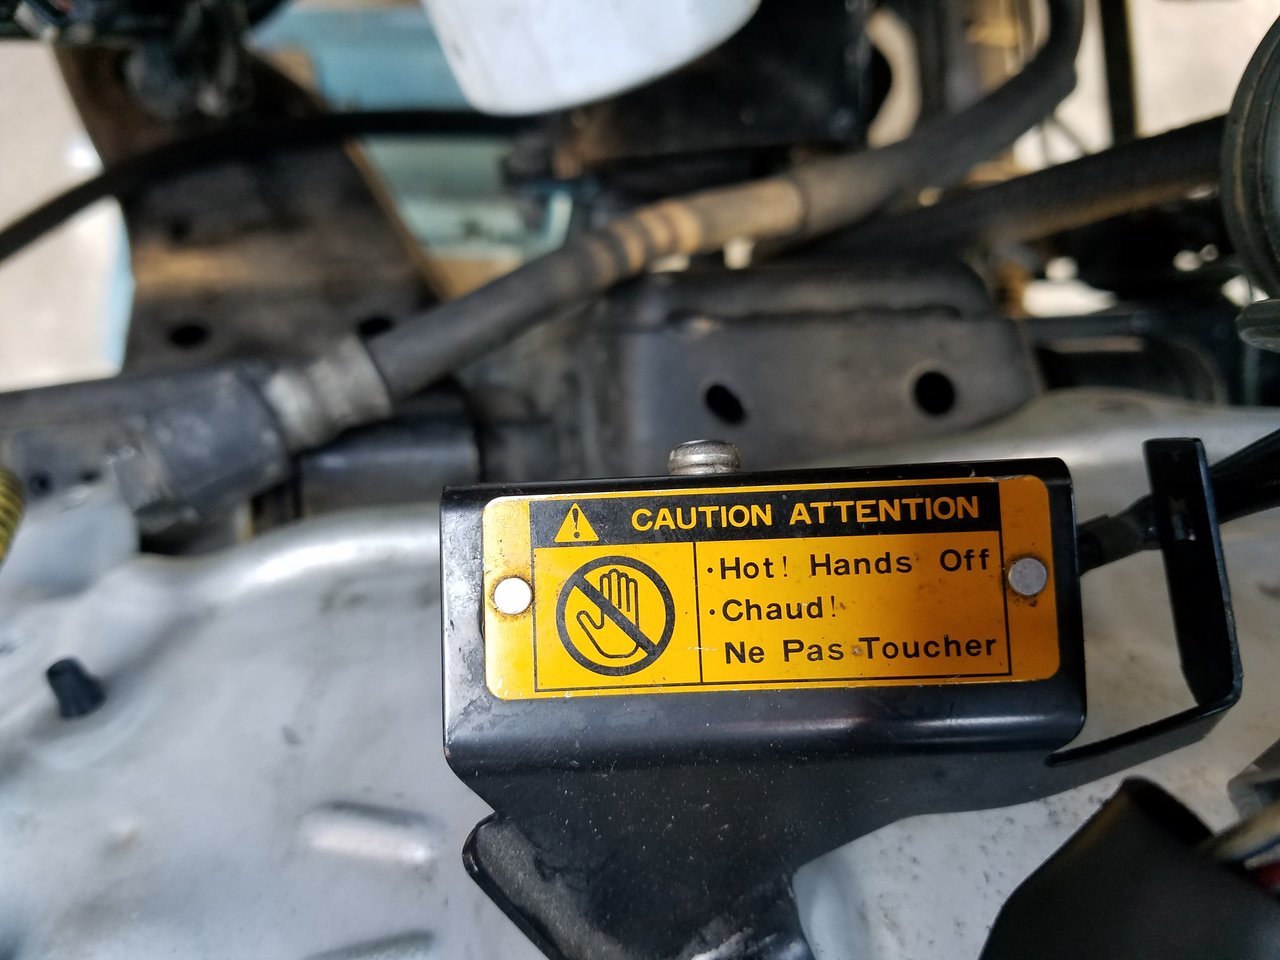 CAUTION ATTENTION
·Hot! Hands Off
·Chaud!
Ne Pas Toucher